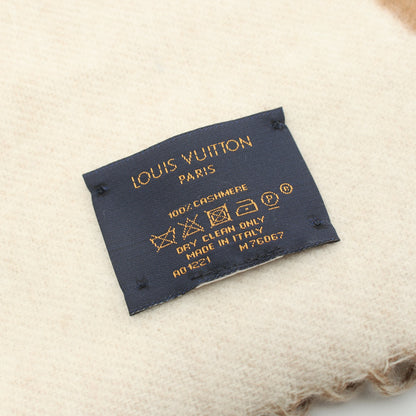 LOUIS VUITTON
PARIS
100% CASHMERE
P ®
DRY CLEAN ONLY
MADE IN ITALY
A01221 M76067